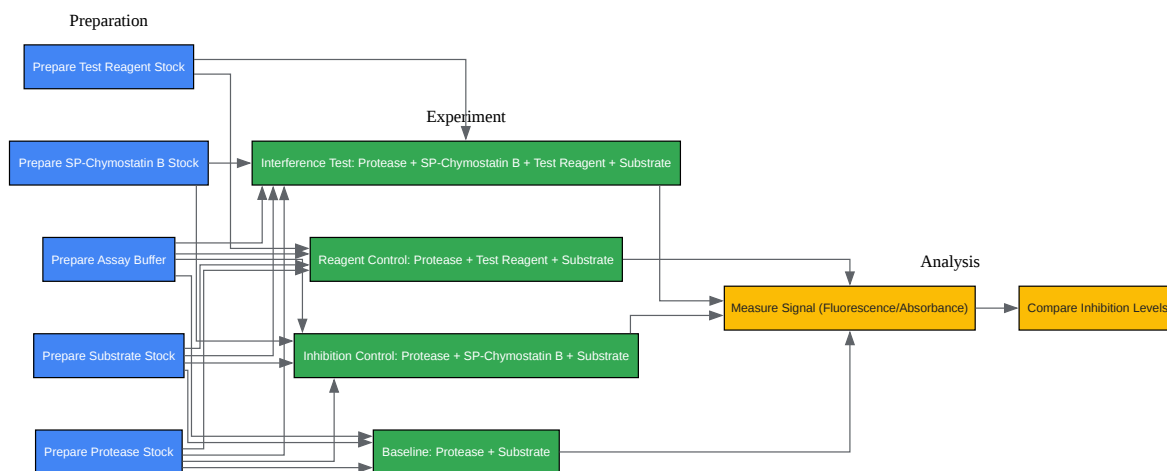 Preparation
Prepare Test Reagent Stock
Experiment
Prepare SP-Chymostatin B Stock
Interference Test: Protease + SP-Chymostatin B + Test Reagent + Substrate
Prepare Assay Buffer
Reagent Control: Protease + Test Reagent + Substrate
Analysis
Measure Signal (Fluorescence/Absorbance)
Compare Inhibition Levels
Prepare Substrate Stock
Inhibition Control: Protease + SP-Chymostatin B + Substrate
Prepare Protease Stock
Baseline: Protease + Substrate